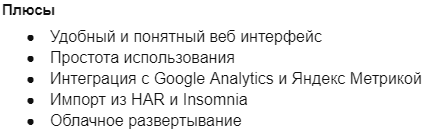 Плюсы
● Удобный и понятный веб интерфейс
● Простота использования
● Интеграция с Google Analytics и Яндекс Метрикой
● Импорт из HAR и Insomnia
● Облачное развертывание